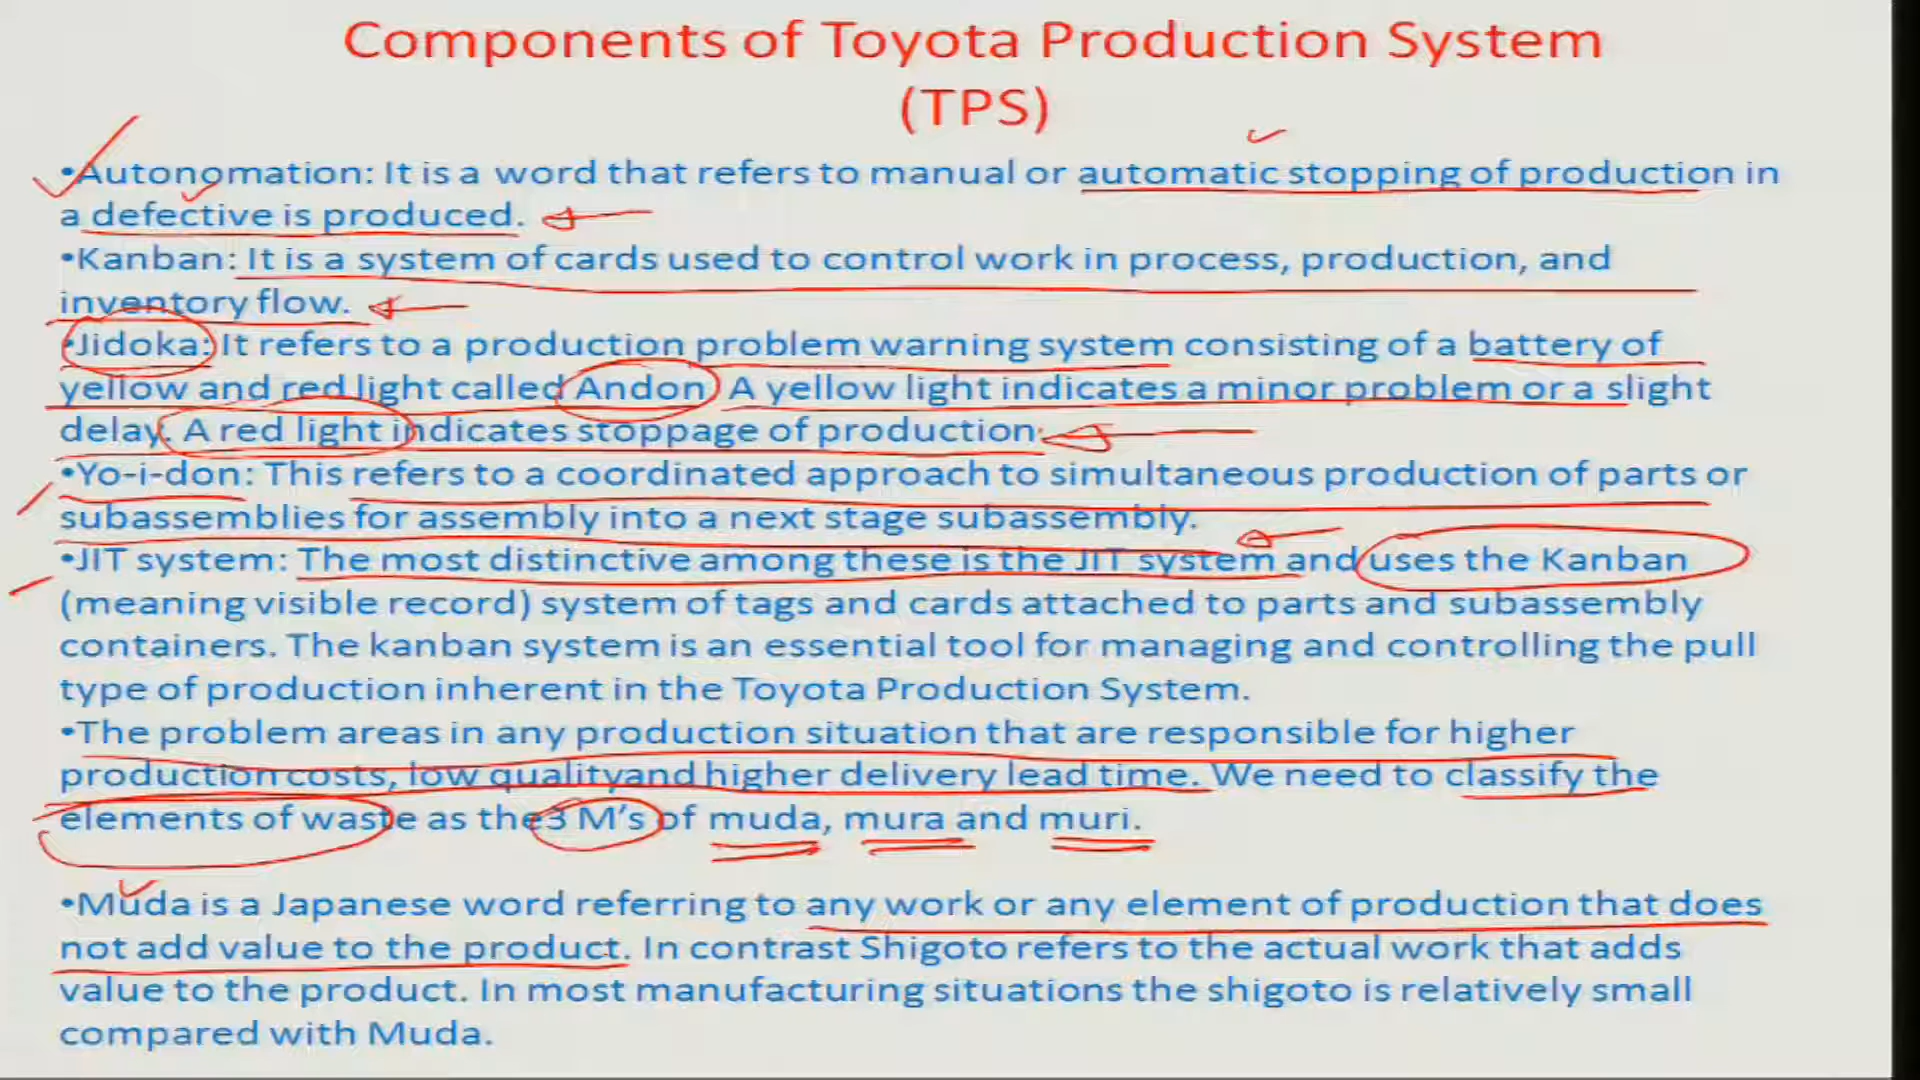 Components of Toyota Production System
(TPS)
•Autonomation: It is a word that refers to manual or automatic stopping of production in
a defective is produced.
•Kanban: It is a system of cards used to control work in process, production, and
inventory flow.
•Jidoka: It refers to a production problem warning system consisting of a battery of
yellow and red light called Andon. A yellow light indicates a minor problem or a slight
delay. A red light indicates stoppage of production.
•Yo-i-don: This refers to a coordinated approach to simultaneous production of parts or
subassemblies for assembly into a next stage subassembly.
•JIT system: The most distinctive among these is the JIT system and uses the Kanban
(meaning visible record) system of tags and cards attached to parts and subassembly
containers. The kanban system is an essential tool for managing and controlling the pull
type of production inherent in the Toyota Production System.
•The problem areas in any production situation that are responsible for higher
production costs, low qualityand higher delivery lead time. We need to classify the
elements of waste as the 3 M's of muda, mura and muri.
•Muda is a Japanese word referring to any work or any element of production that does
not add value to the product. In contrast Shigoto refers to the actual work that adds
value to the product. In most manufacturing situations the shigoto is relatively small
compared with Muda.